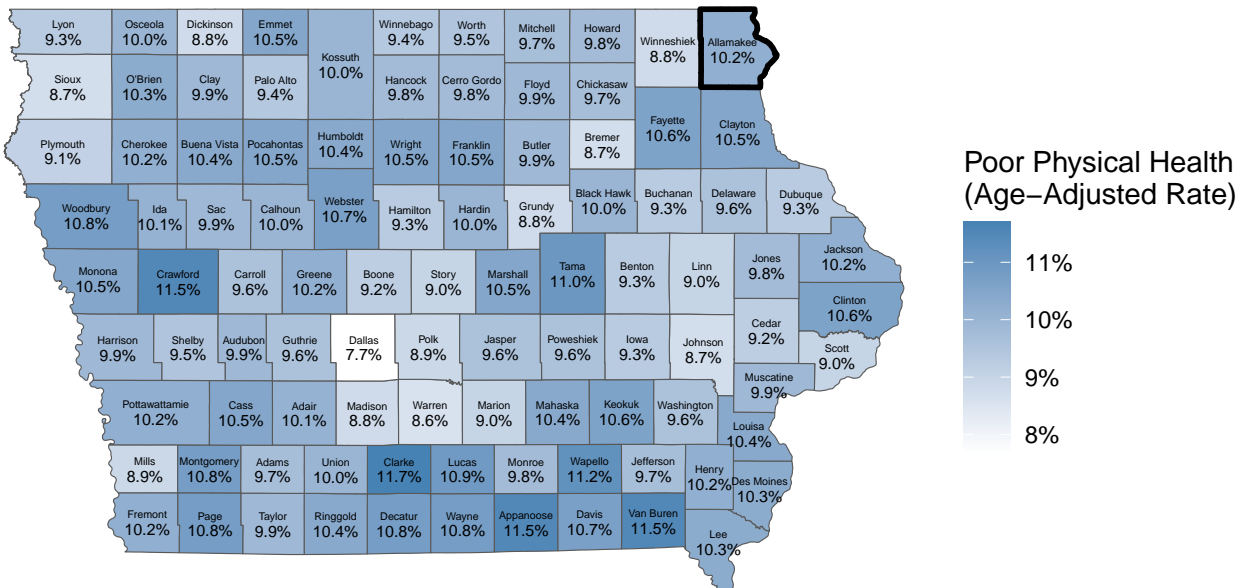 Lyon
9.3%
Osceola
10.0%
Dickinson
8.8%
Emmet
10.5%
Kossuth
10.0%
Winnebago
9.4%
Worth
9.5%
Mitchell
9.7%
Howard
9.8%
Winneshiek
8.8%
Allamakee
10.2%
Sioux
8.7%
O'Brien
10.3%
Clay
9.9%
Palo Alto
9.4%
Hancock
9.8%
Cerro Gordo
9.8%
Floyd
9.9%
Chickasaw
9.7%
Fayette
10.6%
Clayton
10.5%
Plymouth
9.1%
Cherokee
10.2%
Buena Vista
10.4%
Pocahontas
10.5%
Humboldt
10.4%
Wright
10.5%
Franklin
10.5%
Butler
9.9%
Bremer
8.7%
Woodbury
10.8%
Ida
10.1%
Sac
9.9%
Calhoun
10.0%
Webster
10.7%
Hamilton
9.3%
Hardin
10.0%
Grundy
8.8%
Black Hawk
10.0%
Buchanan
9.3%
Delaware
9.6%
Dubuque
9.3%
Monona
10.5%
Crawford
11.5%
Carroll
9.6%
Greene
10.2%
Boone
9.2%
Story
9.0%
Marshall
10.5%
Tama
11.0%
Benton
9.3%
Linn
9.0%
Jones
9.8%
Jackson
10.2%
Clinton
10.6%
Harrison
9.9%
Shelby
9.5%
Audubon
9.9%
Guthrie
9.6%
Dallas
7.7%
Polk
8.9%
Jasper
9.6%
Poweshiek
9.6%
Iowa
9.3%
Johnson
8.7%
Cedar
9.2%
Scott
9.0%
Muscatine
9.9%
Pottawattamie
10.2%
Cass
10.5%
Adair
10.1%
Madison
8.8%
Warren
8.6%
Marion
9.0%
Mahaska
10.4%
Keokuk
10.6%
Washington
9.6%
Louisa
10.4%
Mills
8.9%
Montgomery
10.8%
Adams
9.7%
Union
10.0%
Clarke
11.7%
Lucas
10.9%
Monroe
9.8%
Wapello
11.2%
Jefferson
9.7%
Henry
10.2%
Des Moines
10.3%
Fremont
10.2%
Page
10.8%
Taylor
9.9%
Ringgold
10.4%
Decatur
10.8%
Wayne
10.8%
Appanoose
11.5%
Davis
10.7%
Van Buren
11.5%
Lee
10.3%
Poor Physical Health
(Age−Adjusted Rate)
11%
10%
9%
8%